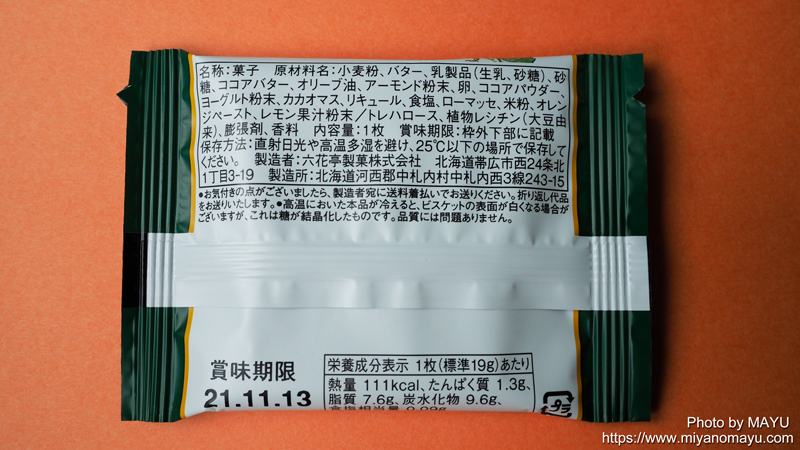 名称:菓子　原材料名:小麦粉、バター、乳製品(生乳、砂糖)、砂
糖、ココアバター、オリーブ油、アーモンド粉末、卵、ココアパウダー、
ヨーグルト粉末、カカオマス、リキュール、食塩、ローマッセ、米粉、オレン
ジペースト、レモン果汁粉末／トレハロース、植物レシチン(大豆由
来)、膨張剤、香料　内容量:1枚　賞味期限:枠外下部に記載
保存方法:直射日光や高温多湿を避け、25℃以下の場所で保存して
ください。　製造者:六花亭製菓株式会社　北海道帯広市西24条北
1丁目3-19　製造所:北海道河西郡中札内村中札内西3線243-15
●お気付きの点がございましたら、製造者宛に送料着払いでお送りください。折り返し代品
をお送りいたします。●高温において本品が冷えると、ビスケットの表面が白くなる場合が
ございますが、これは糖が結晶化したものです。品質には問題ありません。
賞味期限
21.11.13
栄養成分表示 1枚(標準19g)あたり
熱量 111kcal、たんぱく質 1.3g、
脂質 7.6g、炭水化物 9.6g、
食塩相当量
プラ
Photo by MAYU
https://www.miyanomayu.com/